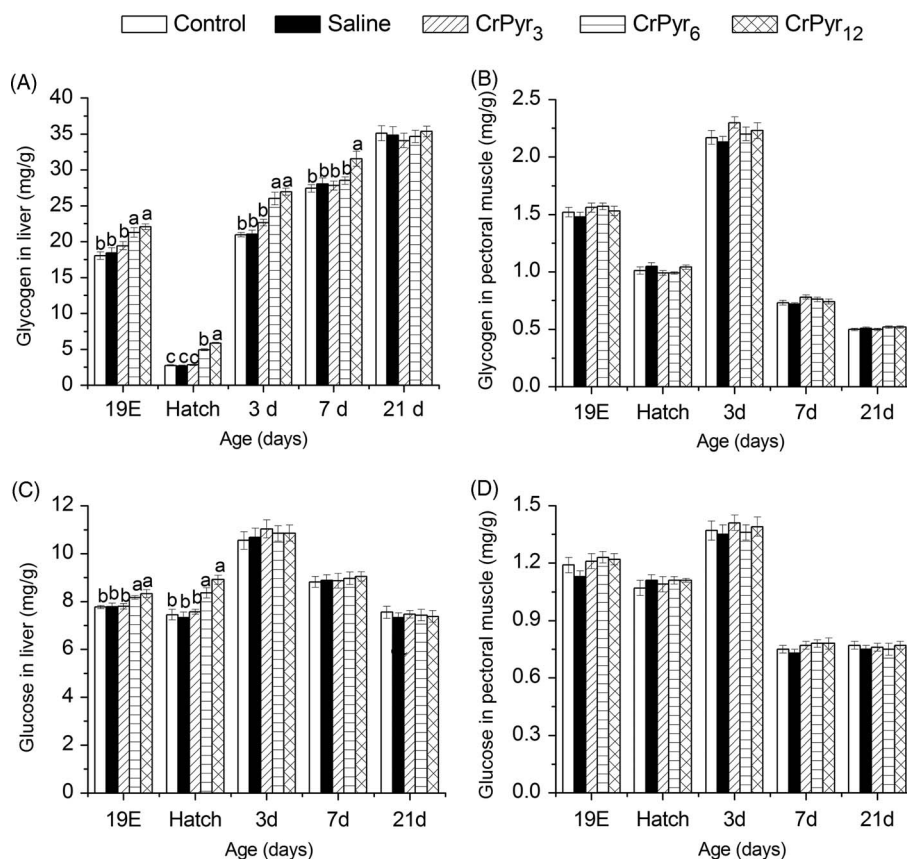 Control Saline CrPyr3 CrPyr6 CrPyr12
(A)
Glycogen in liver (mg/g)
40
35
30
25
20
15
10
5
0
b b b a a
c c c b a
b b b a a
b b b b a
19E Hatch 3 d 7 d 21 d
Age (days)
(B)
Glycogen in pectoral muscle (mg/g)
2.5
2.0
1.5
1.0
0.5
0.0
19E Hatch 3d 7d 21d
Age (days)
(C)
Glucose in liver (mg/g)
12
10
8
6
4
2
0
b b b a a
b b b a a
19E Hatch 3d 7d 21d
Age (days)
(D)
Glucose in pectoral muscle (mg/g)
1.5
1.2
0.9
0.6
0.3
0.0
19E Hatch 3d 7d 21d
Age (days)